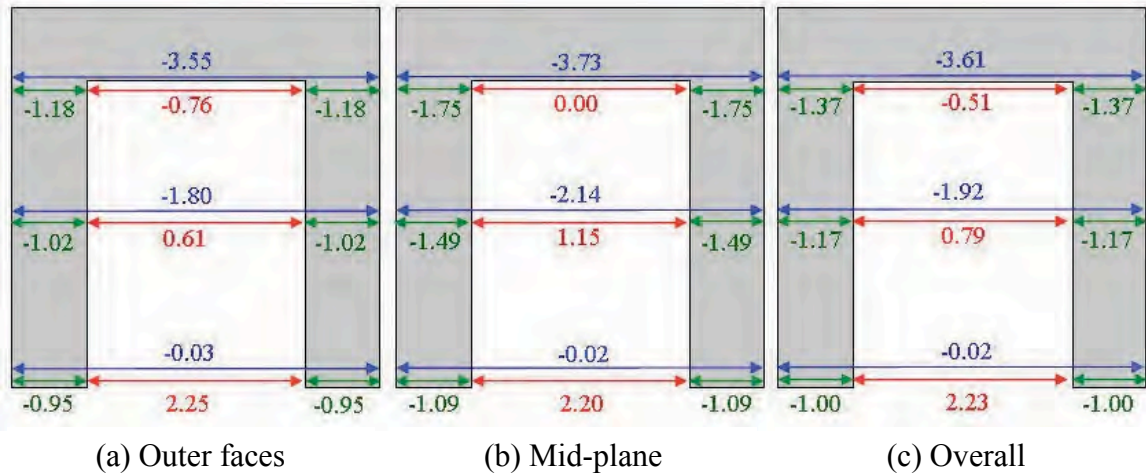 -3.55 -3.73 -3.61
-1.18 -0.76 -1.18 -1.75 0.00 -1.75 -1.37 -0.51 -1.37
-1.80 -2.14 -1.92
-1.02 0.61 -1.02 -1.49 1.15 -1.49 -1.17 0.79 -1.17
-0.03 -0.02 -0.02
-0.95 2.25 -0.95 -1.09 2.20 -1.09 -1.00 2.23 -1.00
(a) Outer faces (b) Mid-plane (c) Overall